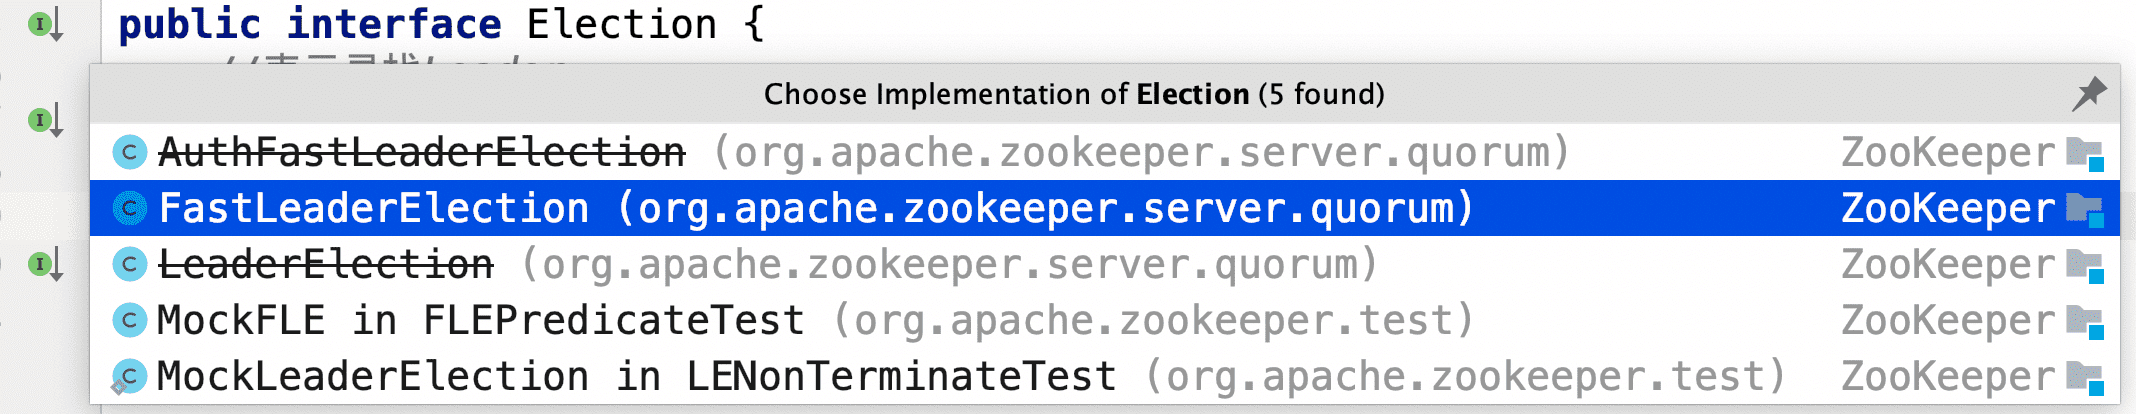 public interface Election {
Choose Implementation of Election (5 found)
AuthFastLeaderElection (org.apache.zookeeper.server.quorum) ZooKeeper
FastLeaderElection (org.apache.zookeeper.server.quorum) ZooKeeper
LeaderElection (org.apache.zookeeper.server.quorum) ZooKeeper
MockFLE in FLEPredicateTest (org.apache.zookeeper.test) ZooKeeper
MockLeaderElection in LENonTerminateTest (org.apache.zookeeper.test) ZooKeeper